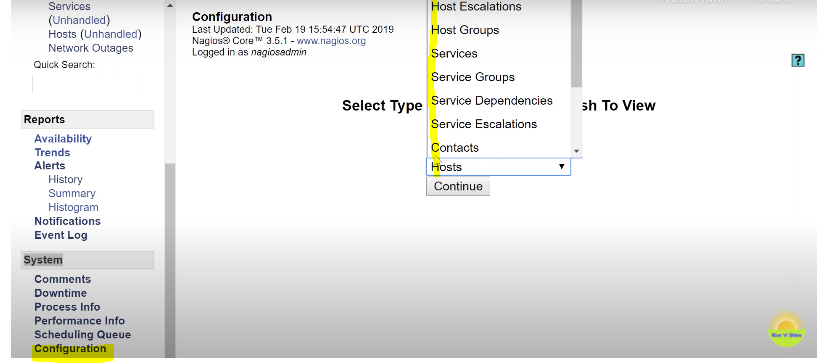 Services
(Unhandled)
Hosts (Unhandled)
Network Outages
Quick Search:
Reports
Availability
Trends
Alerts
History
Summary
Histogram
Notifications
Event Log
System
Comments
Downtime
Process Info
Performance Info
Scheduling Queue
Configuration
Configuration
Last Updated: Tue Feb 19 15:54:47 UTC 2019
Nagios® Core™ 3.5.1 - www.nagios.org
Logged in as nagiosadmin
?
Select Type sh To View
Host Escalations
Host Groups
Services
Service Groups
Service Dependencies
Service Escalations
Contacts
Hosts
Continue